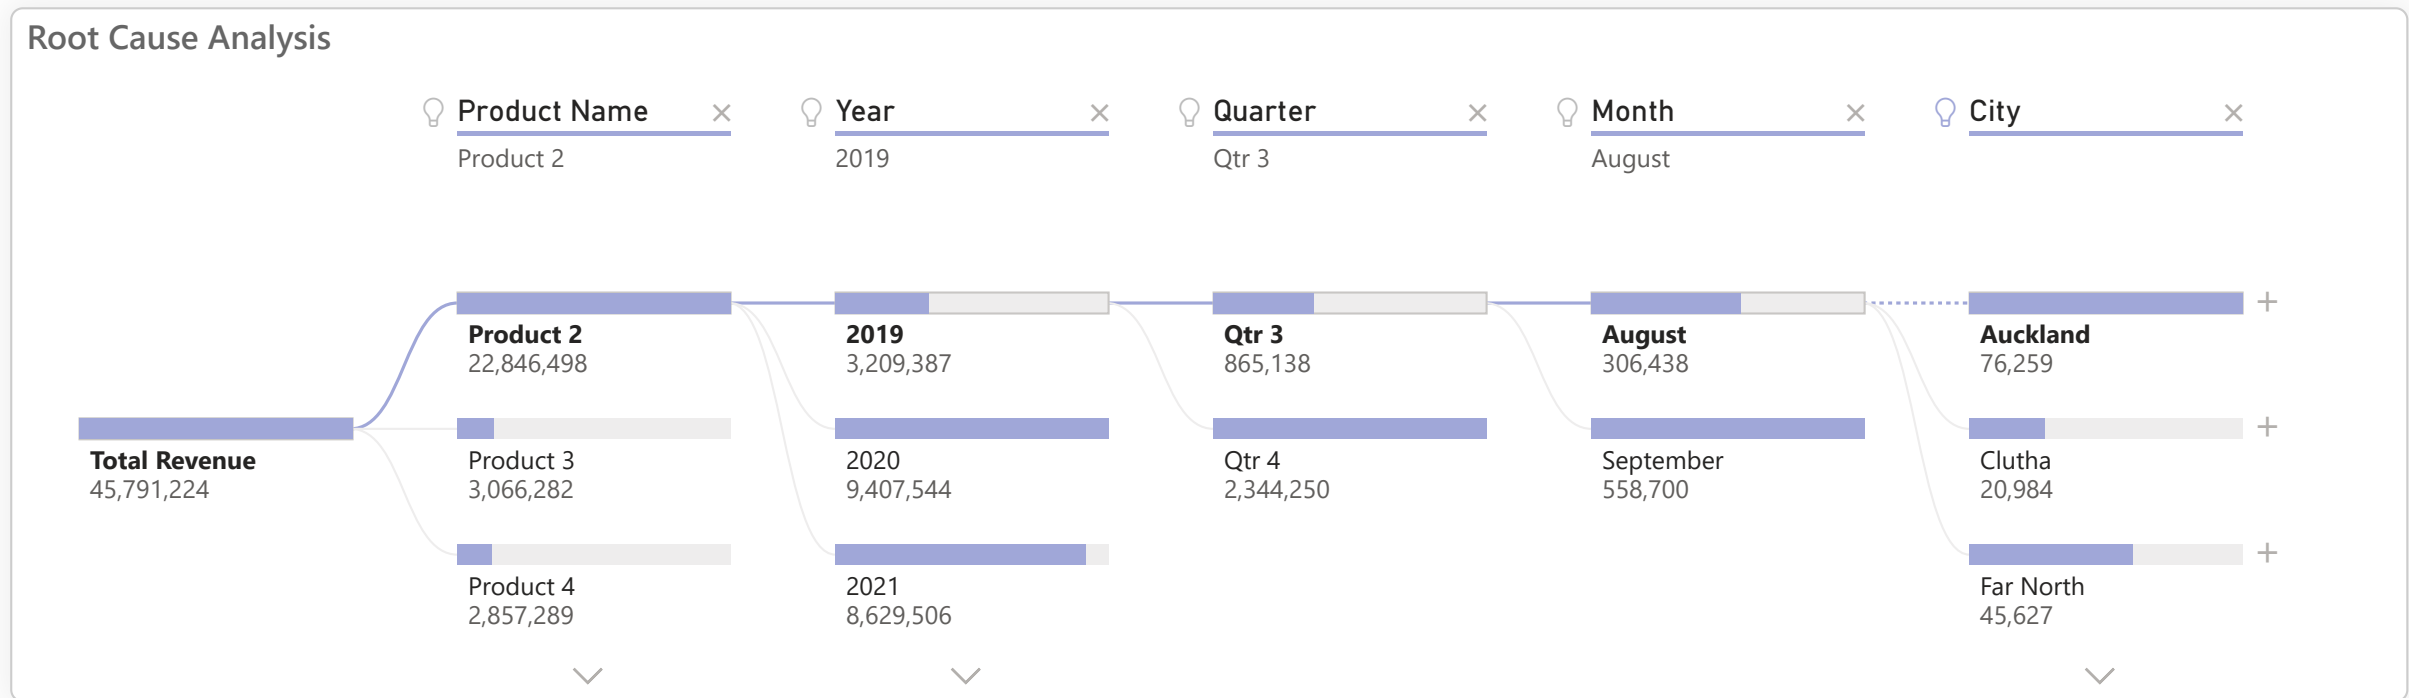 Root Cause Analysis
Product Name
Year
Quarter
Month
City
Product 2
2019
Qtr 3
August
Total Revenue
45,791,224
Product 2
22,846,498
Product 3
3,066,282
Product 4
2,857,289
2019
3,209,387
2020
9,407,544
2021
8,629,506
Qtr 3
865,138
Qtr 4
2,344,250
August
306,438
September
558,700
Auckland
76,259
Clutha
20,984
Far North
45,627